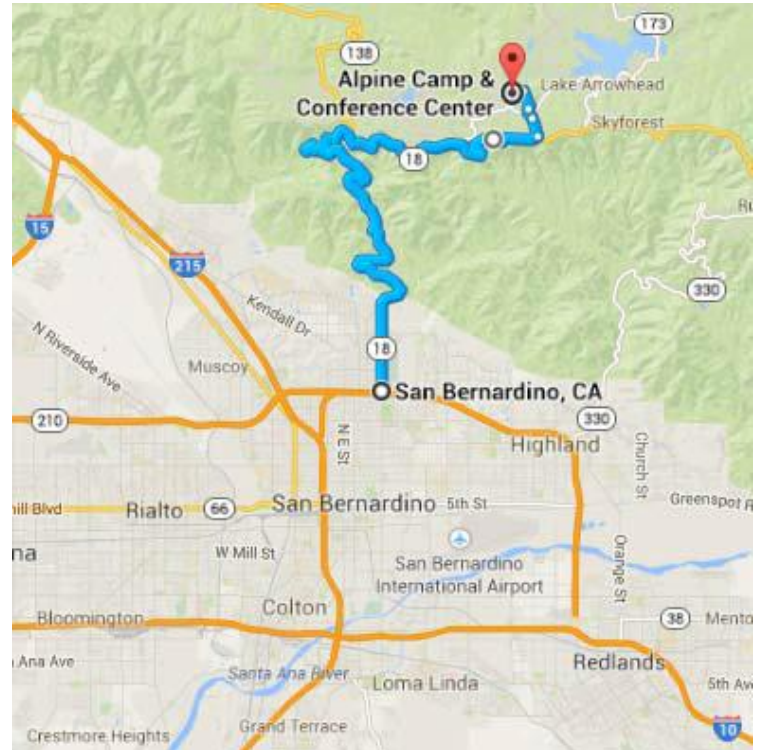 173
138
Alpine Camp &
Conference Center
Lake Arrowhead
Skyforest
18
15
215
330
Kendall Dr
N Riverside Ave
18
Muscoy
San Bernardino, CA
210
330
N E St
Highland
Church St
Rialto
66
San Bernardino
5th St
Greenspot
W Mill St
San Bernardino
International Airport
Orange St
Colton
Bloomington
38
Ana Ave
Santa Ana River
Redlands
Loma Linda
5th
Grand Terrace
10
Crestmore Heights